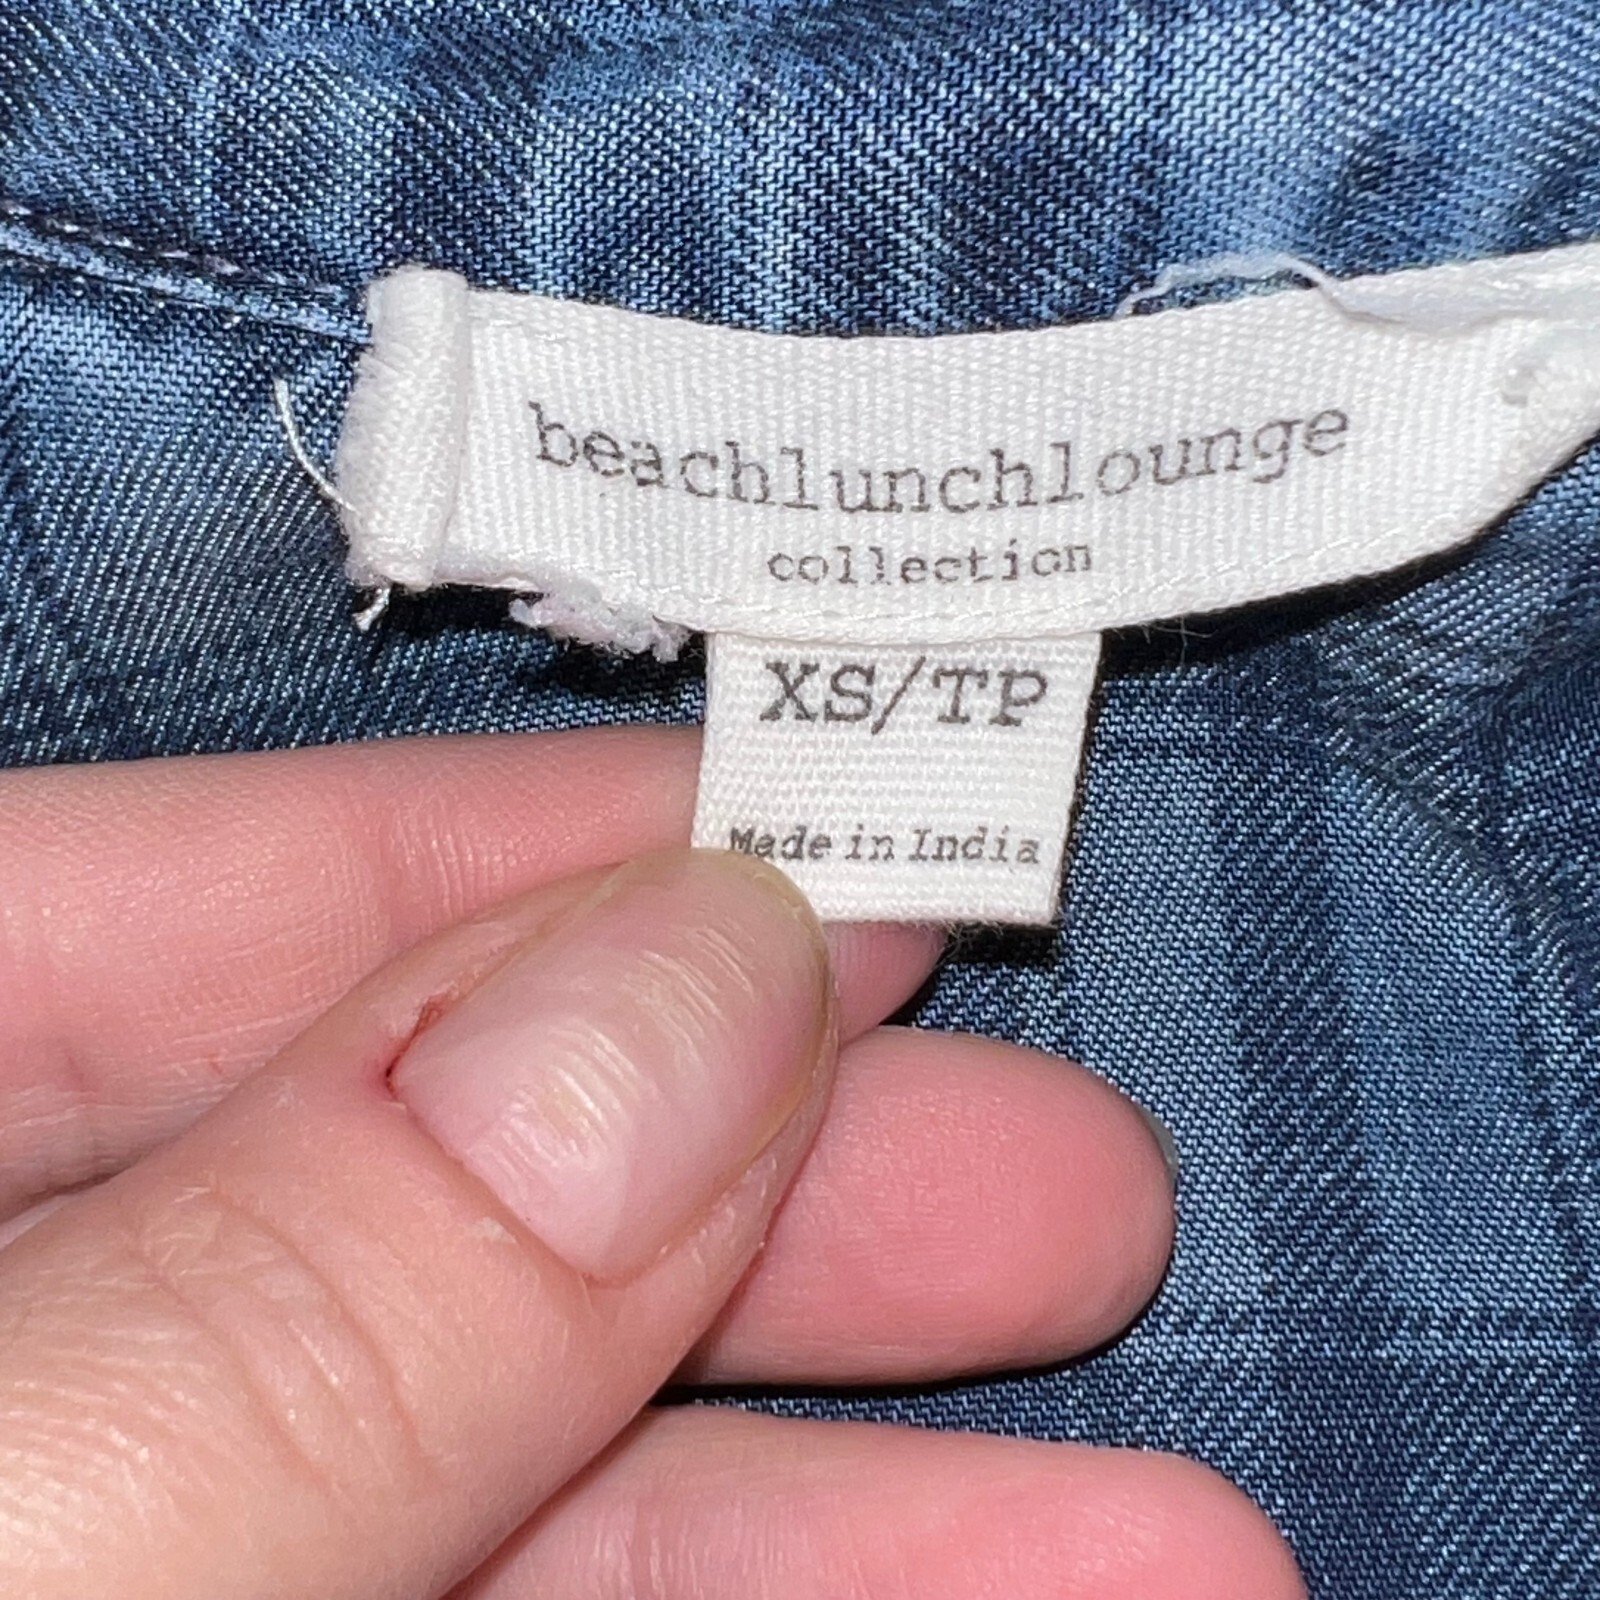 beachlunchlounge
collection
XS/TP
Made in India